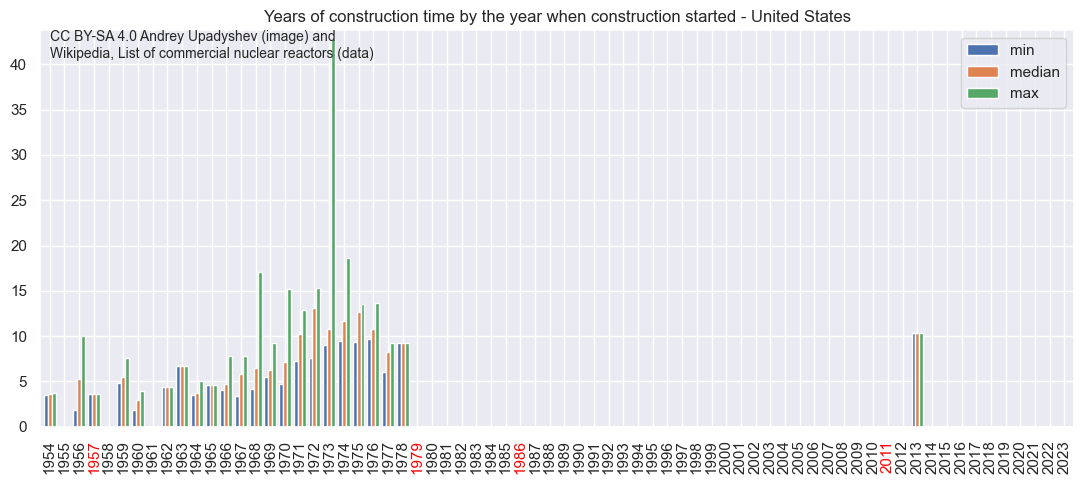 Years of construction time by the year when construction started - United States
CC BY-SA 4.0 Andrey Upadyshev (image) and
Wikipedia, List of commercial nuclear reactors (data)
min
median
max
40
35
30
25
20
15
10
5
0
1954 1955 1956 1957 1958 1959 1960 1961 1962 1963 1964 1965 1966 1967 1968 1969 1970 1971 1972 1973 1974 1975 1976 1977 1978 1979 1980 1981 1982 1983 1984 1985 1986 1987 1988 1989 1990 1991 1992 1993 1994 1995 1996 1997 1998 1999 2000 2001 2002 2003 2004 2005 2006 2007 2008 2009 2010 2011 2012 2013 2014 2015 2016 2017 2018 2019 2020 2021 2022 2023